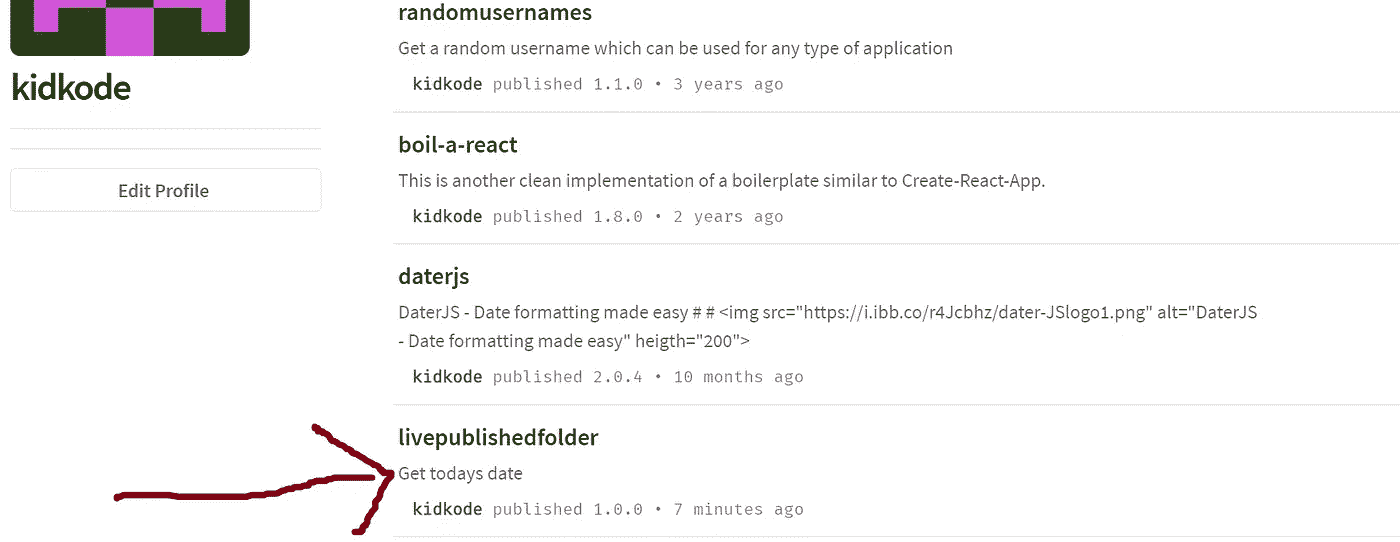 kidkode
Edit Profile
randomusernames
Get a random username which can be used for any type of application
kidkode published 1.1.0 • 3 years ago
boil-a-react
This is another clean implementation of a boilerplate similar to Create-React-App.
kidkode published 1.8.0 • 2 years ago
daterjs
DaterJS - Date formatting made easy # # <img src="https://i.ibb.co/r4Jcbhz/dater-JSlogo1.png" alt="DaterJS
- Date formatting made easy" heigth="200">
kidkode published 2.0.4 • 10 months ago
livepublishedfolder
Get todays date
kidkode published 1.0.0 • 7 minutes ago